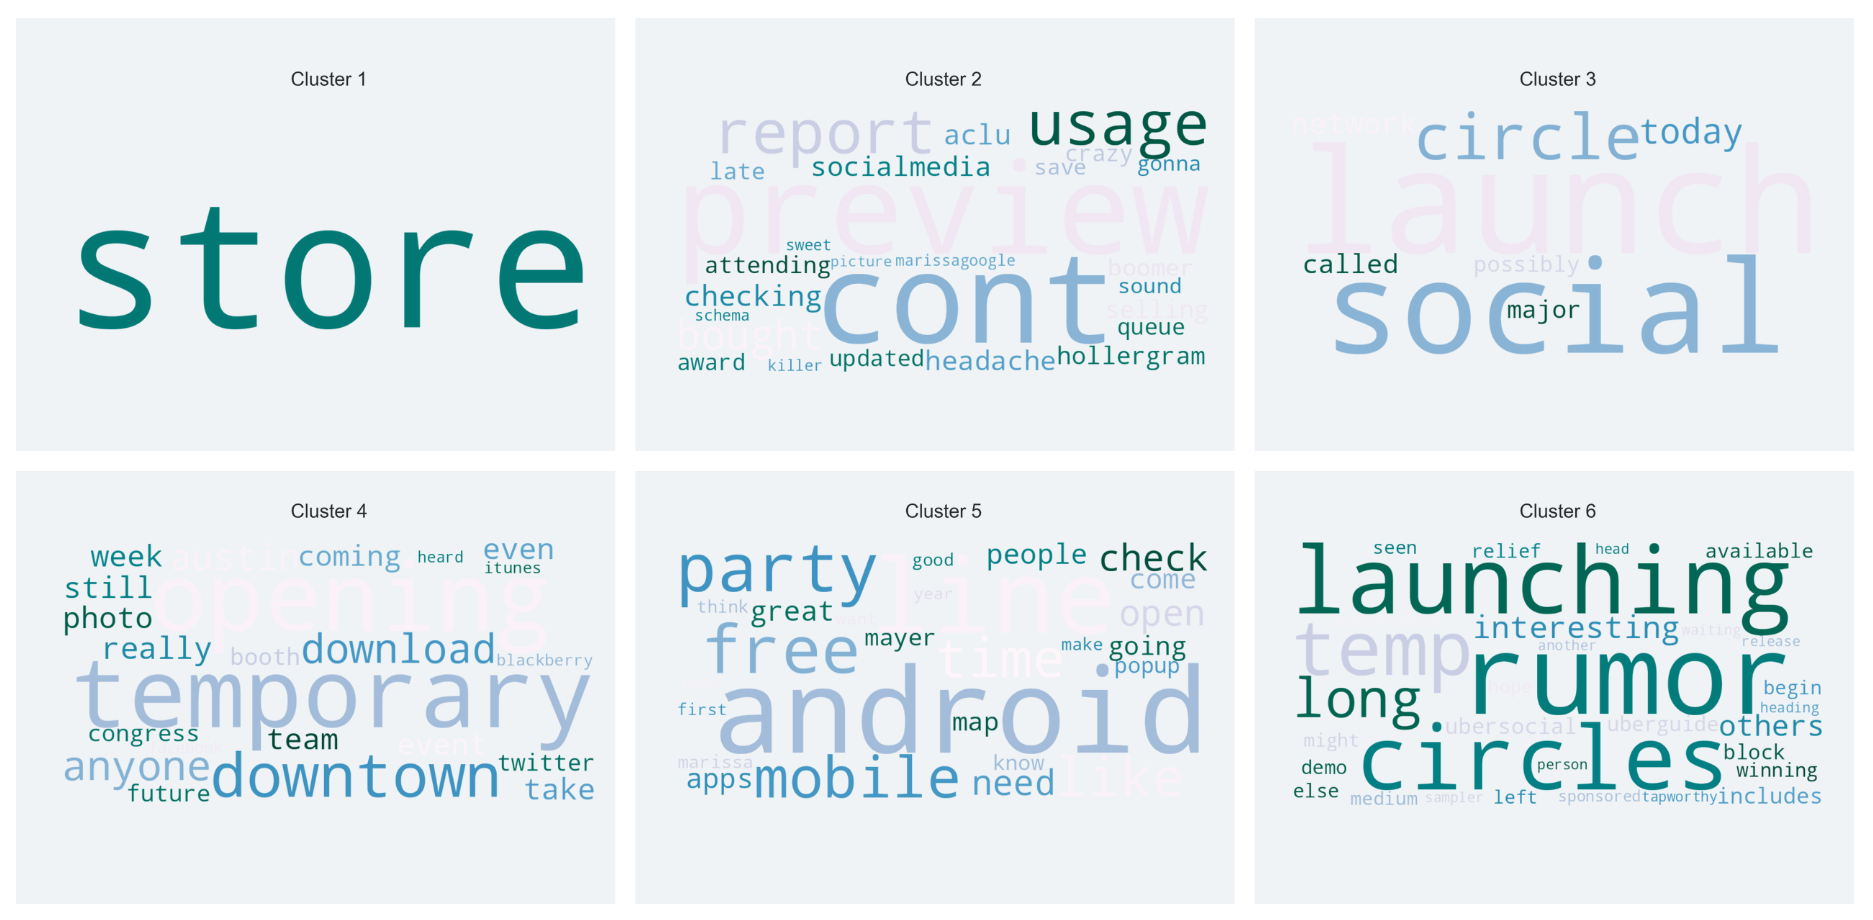 Cluster 1
store
Cluster 2
report aclu usage
crazy
late socialmedia save gonna
preview
sweet
attending picture marissagoogle boomer
checking cont sound
schema selling
bought queue
award killer updated headache hollergram
Cluster 3
network circle today
launch
called possibly
social major
Cluster 4
week austin coming heard even
itunes
still opening
photo
really booth download blackberry
temporary
congress team event
anyone downtown twitter
future take
Cluster 5
party good line people check
come
think great year open
free mayer time make going
popup
first android map
marissa know
apps mobile need like
Cluster 6
launching seen relief head available
temp interesting waiting
another release
long hope rumor begin
heading
ubersocial uberguide others
might circles block
demo person winning
else medium sampler left sponsored tapworthy includes